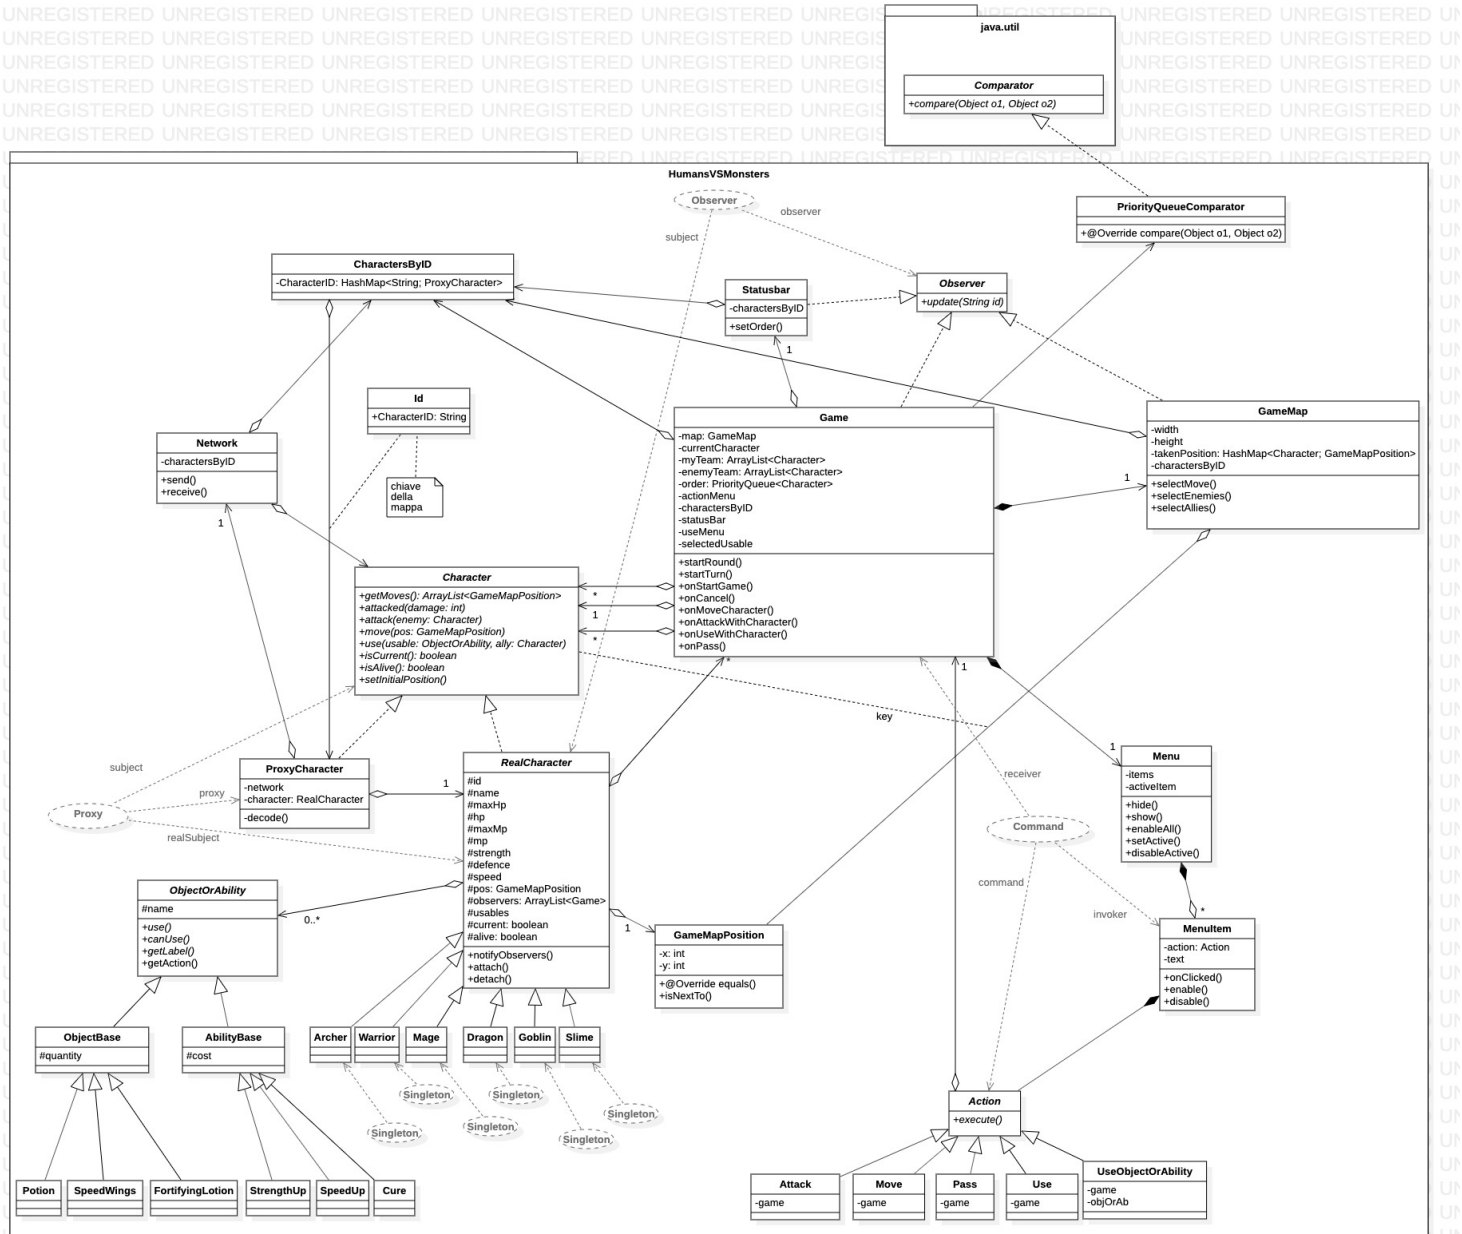 UNREGISTERED UNREGISTERED UNREGISTERED UNREGISTERED UNREGISTERED UNREGISTERED UNREGISTERED UNREGISTERED
java.util
Comparator
+compare(Object o1, Object o2)
HumansVSMonsters
Observer
observer
subject
PriorityQueueComparator
+@Override compare(Object o1, Object o2)
CharactersByID
-CharacterID: HashMap<String; ProxyCharacter>
Statusbar
-charactersByID
+setOrder()
1
Observer
+update(String id)
Id
+CharacterID: String
chiave
della
mappa
Network
-charactersByID
+send()
+receive()
1
Game
-map: GameMap
-currentCharacter
-myTeam: ArrayList<Character>
-enemyTeam: ArrayList<Character>
-order: PriorityQueue<Character>
-actionMenu
-charactersByID
-statusBar
-useMenu
-selectedUsable
+startRound()
+startTurn()
+onStartGame()
+onCancel()
+onMoveCharacter()
+onAttackWithCharacter()
+onUseWithCharacter()
+onPass()
GameMap
-width
-height
-takenPosition: HashMap<Character; GameMapPosition>
-charactersByID
+selectMove()
+selectEnemies()
+selectAllies()
1
Character
+getMoves(): ArrayList<GameMapPosition>
+attacked(damage: int)
+attack(enemy: Character)
+move(pos: GameMapPosition)
+use(usable: ObjectOrAbility, ally: Character)
+isCurrent(): boolean
+isAlive(): boolean
+setInitialPosition()
*
1
*
*
1
key
subject
proxy
Proxy
realSubject
ProxyCharacter
-network
-character: RealCharacter
-decode()
1
RealCharacter
#id
#name
#maxHp
#hp
#maxMp
#mp
#strength
#defence
#speed
#pos: GameMapPosition
#observers: ArrayList<Game>
#usables
#current: boolean
#alive: boolean
+notifyObservers()
+attach()
+detach()
receiver
Command
command
invoker
1
Menu
-items
-activeItem
+hide()
+show()
+enableAll()
+setActive()
+disableActive()
*
MenuItem
-action: Action
-text
+onClicked()
+enable()
+disable()
ObjectOrAbility
#name
+use()
+canUse()
+getLabel()
+getAction()
0..*
1
GameMapPosition
-x: int
-y: int
+@Override equals()
+isNextTo()
ObjectBase
#quantity
AbilityBase
#cost
Archer
Warrior
Mage
Dragon
Goblin
Slime
Singleton
Singleton
Singleton
Singleton
Singleton
Singleton
Action
+execute()
Potion
SpeedWings
FortifyingLotion
StrengthUp
SpeedUp
Cure
Attack
-game
Move
-game
Pass
-game
Use
-game
UseObjectOrAbility
-game
-objOrAb